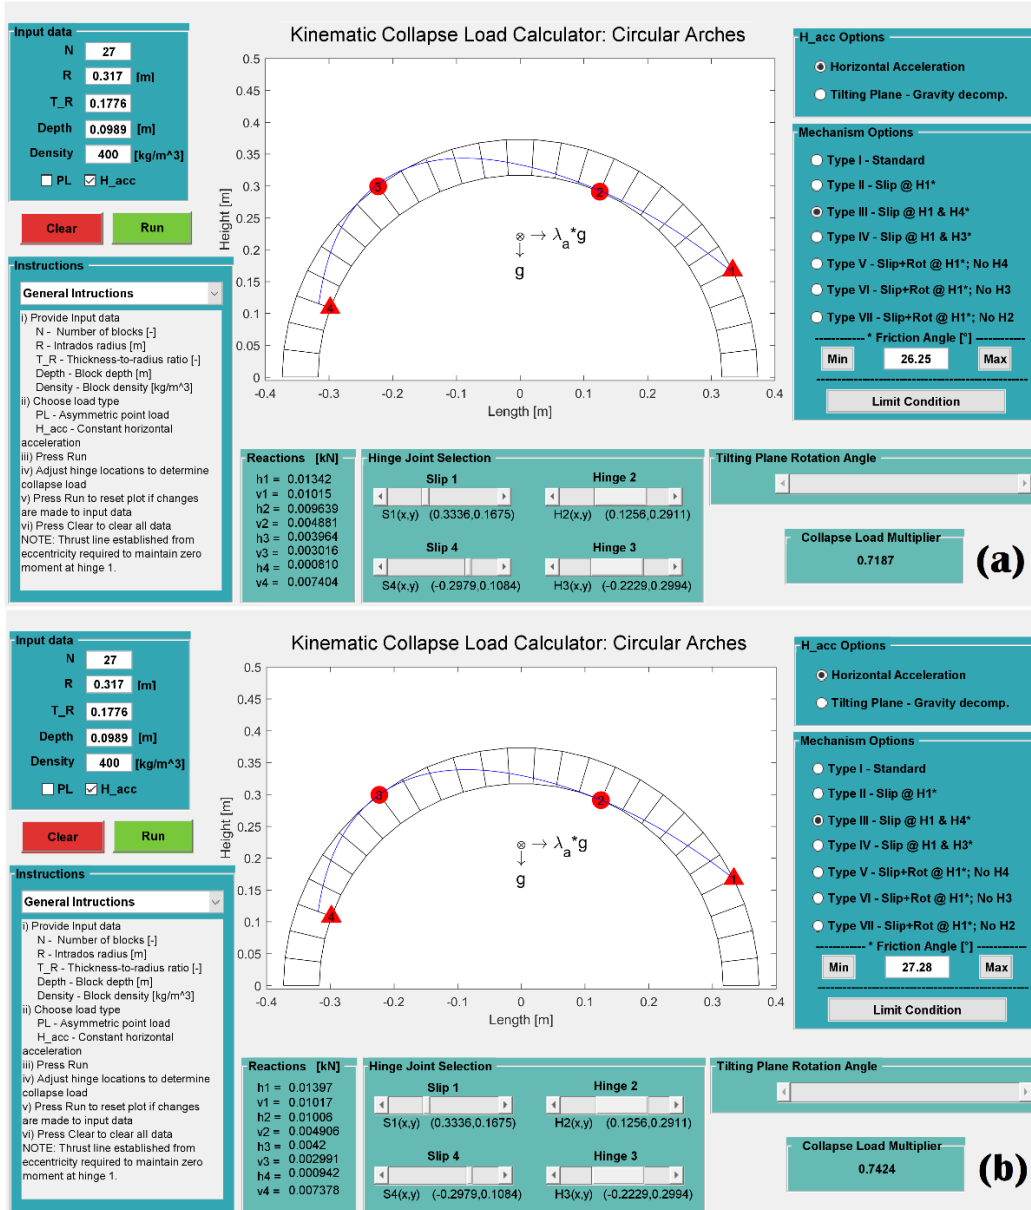 Kinematic Collapse Load Calculator: Circular Arches
Input data
N 27
R 0.317 [m]
T_R 0.1776
Depth 0.0989 [m]
Density 400 [kg/m^3]
PL H_acc
Clear Run
Instructions
General Intructions
i) Provide Input data
N - Number of blocks [-]
R - Intrados radius [m]
T_R - Thickness-to-radius ratio [-]
Depth - Block depth [m]
Density - Block density [kg/m^3]
ii) Choose load type
PL - Asymmetric point load
H_acc - Constant horizontal
acceleration
iii) Press Run
iv) Adjust hinge locations to determine
collapse load
v) Press Run to reset plot if changes
are made to input data
vi) Press Clear to clear all data
NOTE: Thrust line established from
eccentricity required to maintain zero
moment at hinge 1.
0.5
0.45
0.4
0.35
0.3
0.25
0.2
0.15
0.1
0.05
0
Height [m]
3
2
1
4
⊗ → λa*g
↓
g
-0.4 -0.3 -0.2 -0.1 0 0.1 0.2 0.3 0.4
Length [m]
H_acc Options
Horizontal Acceleration
Tilting Plane - Gravity decomp.
Mechanism Options
Type I - Standard
Type II - Slip @ H1*
Type III - Slip @ H1 & H4*
Type IV - Slip @ H1 & H3*
Type V - Slip+Rot @ H1*; No H4
Type VI - Slip+Rot @ H1*; No H3
Type VII - Slip+Rot @ H1*; No H2
------------ * Friction Angle [°] ------------
Min 26.25 Max
Limit Condition
Reactions [kN]
h1 = 0.01342
v1 = 0.01015
h2 = 0.009639
v2 = 0.004881
h3 = 0.003964
v3 = 0.003016
h4 = 0.000810
v4 = 0.007404
Hinge Joint Selection
Slip 1 Hinge 2
S1(x,y) (0.3336,0.1675) H2(x,y) (0.1256,0.2911)
Slip 4 Hinge 3
S4(x,y) (-0.2979,0.1084) H3(x,y) (-0.2229,0.2994)
Tilting Plane Rotation Angle
Collapse Load Multiplier
0.7187
(a)
Kinematic Collapse Load Calculator: Circular Arches
Input data
N 27
R 0.317 [m]
T_R 0.1776
Depth 0.0989 [m]
Density 400 [kg/m^3]
PL H_acc
Clear Run
Instructions
General Intructions
i) Provide Input data
N - Number of blocks [-]
R - Intrados radius [m]
T_R - Thickness-to-radius ratio [-]
Depth - Block depth [m]
Density - Block density [kg/m^3]
ii) Choose load type
PL - Asymmetric point load
H_acc - Constant horizontal
acceleration
iii) Press Run
iv) Adjust hinge locations to determine
collapse load
v) Press Run to reset plot if changes
are made to input data
vi) Press Clear to clear all data
NOTE: Thrust line established from
eccentricity required to maintain zero
moment at hinge 1.
0.5
0.45
0.4
0.35
0.3
0.25
0.2
0.15
0.1
0.05
0
Height [m]
3
2
1
4
⊗ → λa*g
↓
g
-0.4 -0.3 -0.2 -0.1 0 0.1 0.2 0.3 0.4
Length [m]
H_acc Options
Horizontal Acceleration
Tilting Plane - Gravity decomp.
Mechanism Options
Type I - Standard
Type II - Slip @ H1*
Type III - Slip @ H1 & H4*
Type IV - Slip @ H1 & H3*
Type V - Slip+Rot @ H1*; No H4
Type VI - Slip+Rot @ H1*; No H3
Type VII - Slip+Rot @ H1*; No H2
------------ * Friction Angle [°] ------------
Min 27.28 Max
Limit Condition
Reactions [kN]
h1 = 0.01397
v1 = 0.01017
h2 = 0.01006
v2 = 0.004906
h3 = 0.0042
v3 = 0.002991
h4 = 0.000942
v4 = 0.007378
Hinge Joint Selection
Slip 1 Hinge 2
S1(x,y) (0.3336,0.1675) H2(x,y) (0.1256,0.2911)
Slip 4 Hinge 3
S4(x,y) (-0.2979,0.1084) H3(x,y) (-0.2229,0.2994)
Tilting Plane Rotation Angle
Collapse Load Multiplier
0.7424
(b)